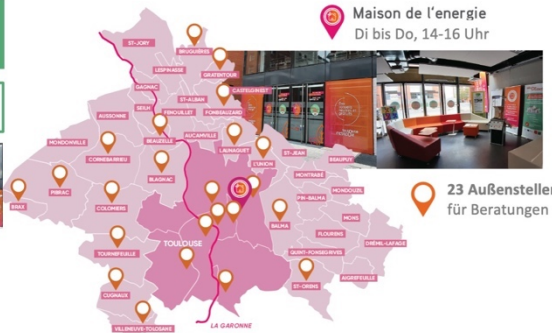 Maison de l'energie
Di bis Do, 14-16 Uhr
ST-JORY
BRUGUIÈRES
LESPINASSE
GRATENTOUR
GAGNAC
CASTELGINEST
ST-ALBAN
SEILH
FENOUILLET
FONBEAUZARD
AUSSONNE
AUCAMVILLE
BEAUZELLE
LAUNAGUET
ST-JEAN
MONDONVILLE
CORNEBARRIEU
L'UNION
BEAUPUY
MONTRABÉ
BLAGNAC
MONDOUZIL
PIBRAC
PIN-BALMA
BRAX
COLOMIERS
MONS
BALMA
FLOURENS
TOULOUSE
DRÉMIL-LAFAGE
TOURNEFEUILLE
QUINT-FONSEGRIVES
AIGREFEUILLE
CUGNAUX
ST-ORENS
VILLENEUVE-TOLOSANE
LA GARONNE
23 Außenstellen
für Beratungen